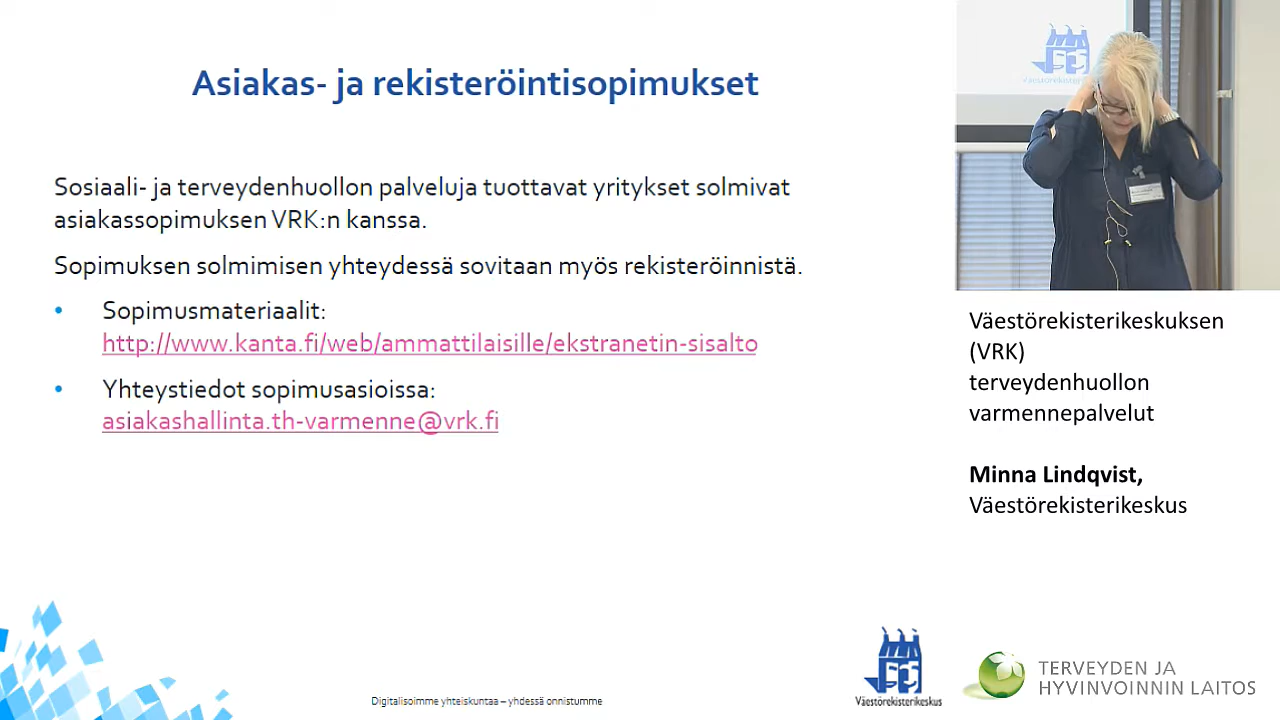 Asiakas- ja rekisteröintisopimukset
Sosiaali- ja terveydenhuollon palveluja tuottavat yritykset solmivat
asiakassopimuksen VRK:n kanssa.
Sopimuksen solmimisen yhteydessä sovitaan myös rekisteröinnistä.
• Sopimusmateriaalit:
http://www.kanta.fi/web/ammattilaisille/ekstranetin-sisalto
• Yhteystiedot sopimusasioissa:
asiakashallinta.th-varmenne@vrk.fi
Väestörekisterikeskuksen
(VRK)
terveydenhuollon
varmennepalvelut
Minna Lindqvist,
Väestörekisterikeskus
Digitalisoimme yhteiskuntaa – yhdessä onnistumme
Väestörekisterikeskus
TERVEYDEN JA
HYVINVOINNIN LAITOS